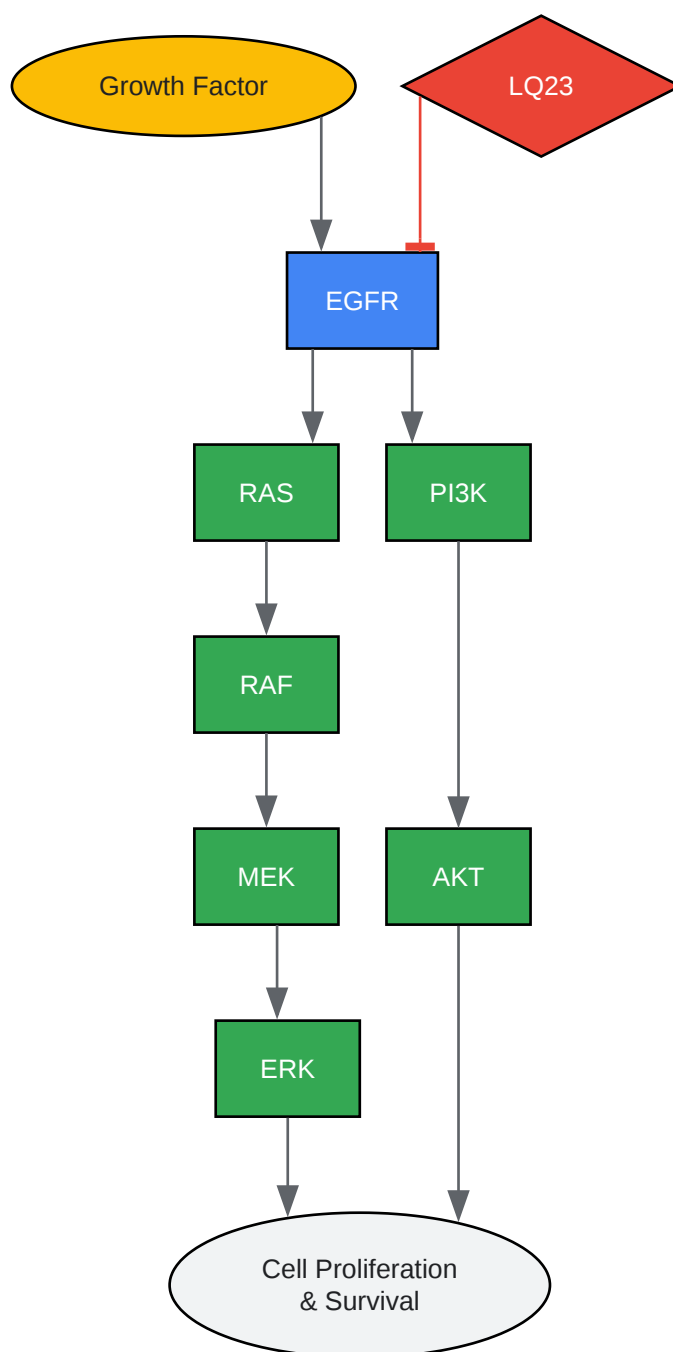 Growth Factor
LQ23
EGFR
RAS
PI3K
RAF
MEK
AKT
ERK
Cell Proliferation
& Survival